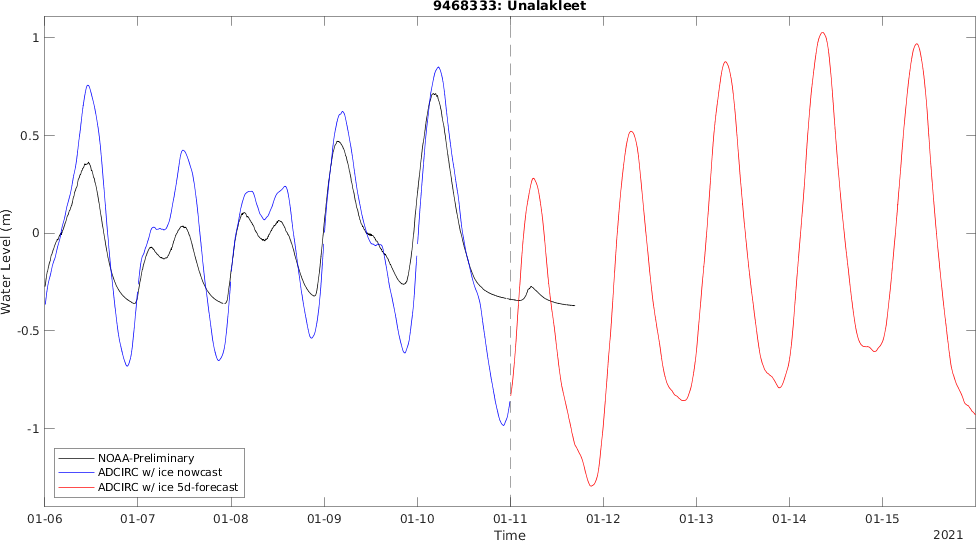 9468333: Unalakleet
Water Level (m)
1
0.5
0
-0.5
-1
NOAA-Preliminary
ADCIRC w/ ice nowcast
ADCIRC w/ ice 5d-forecast
01-06 01-07 01-08 01-09 01-10 01-11 01-12 01-13 01-14 01-15
Time
2021